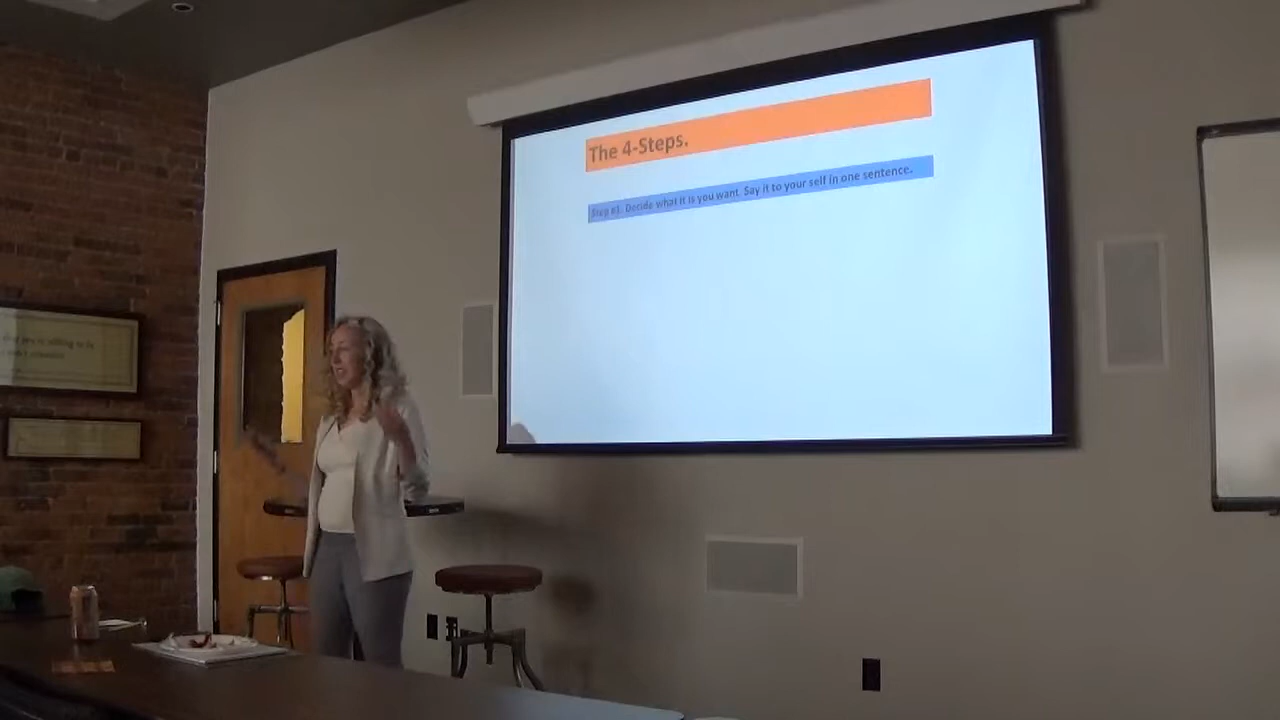 The 4-Steps.
Step #1. Decide what it is you want. Say it to your self in one sentence.